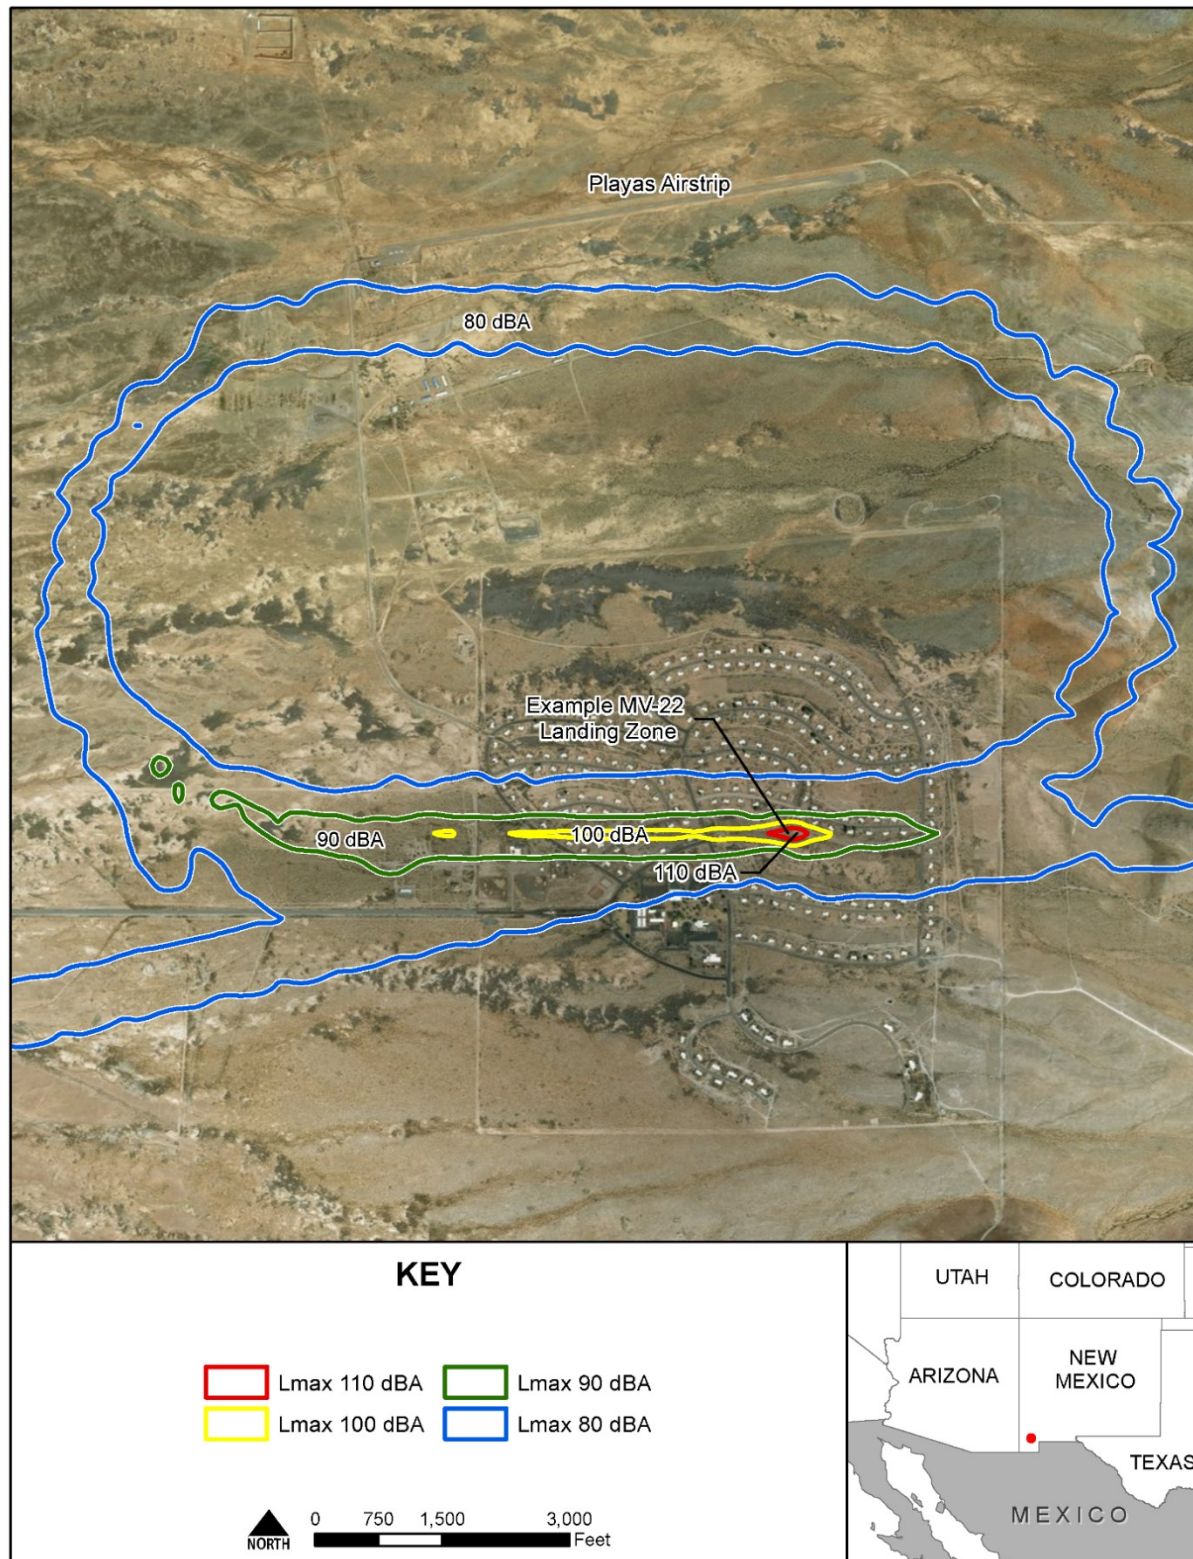 Playas Airstrip
80 dBA
Example MV-22
Landing Zone
90 dBA
100 dBA
110 dBA
KEY
Lmax 110 dBA
Lmax 90 dBA
Lmax 100 dBA
Lmax 80 dBA
NORTH
0 750 1,500 3,000
Feet
UTAH
COLORADO
ARIZONA
NEW
MEXICO
TEXAS
MEXICO